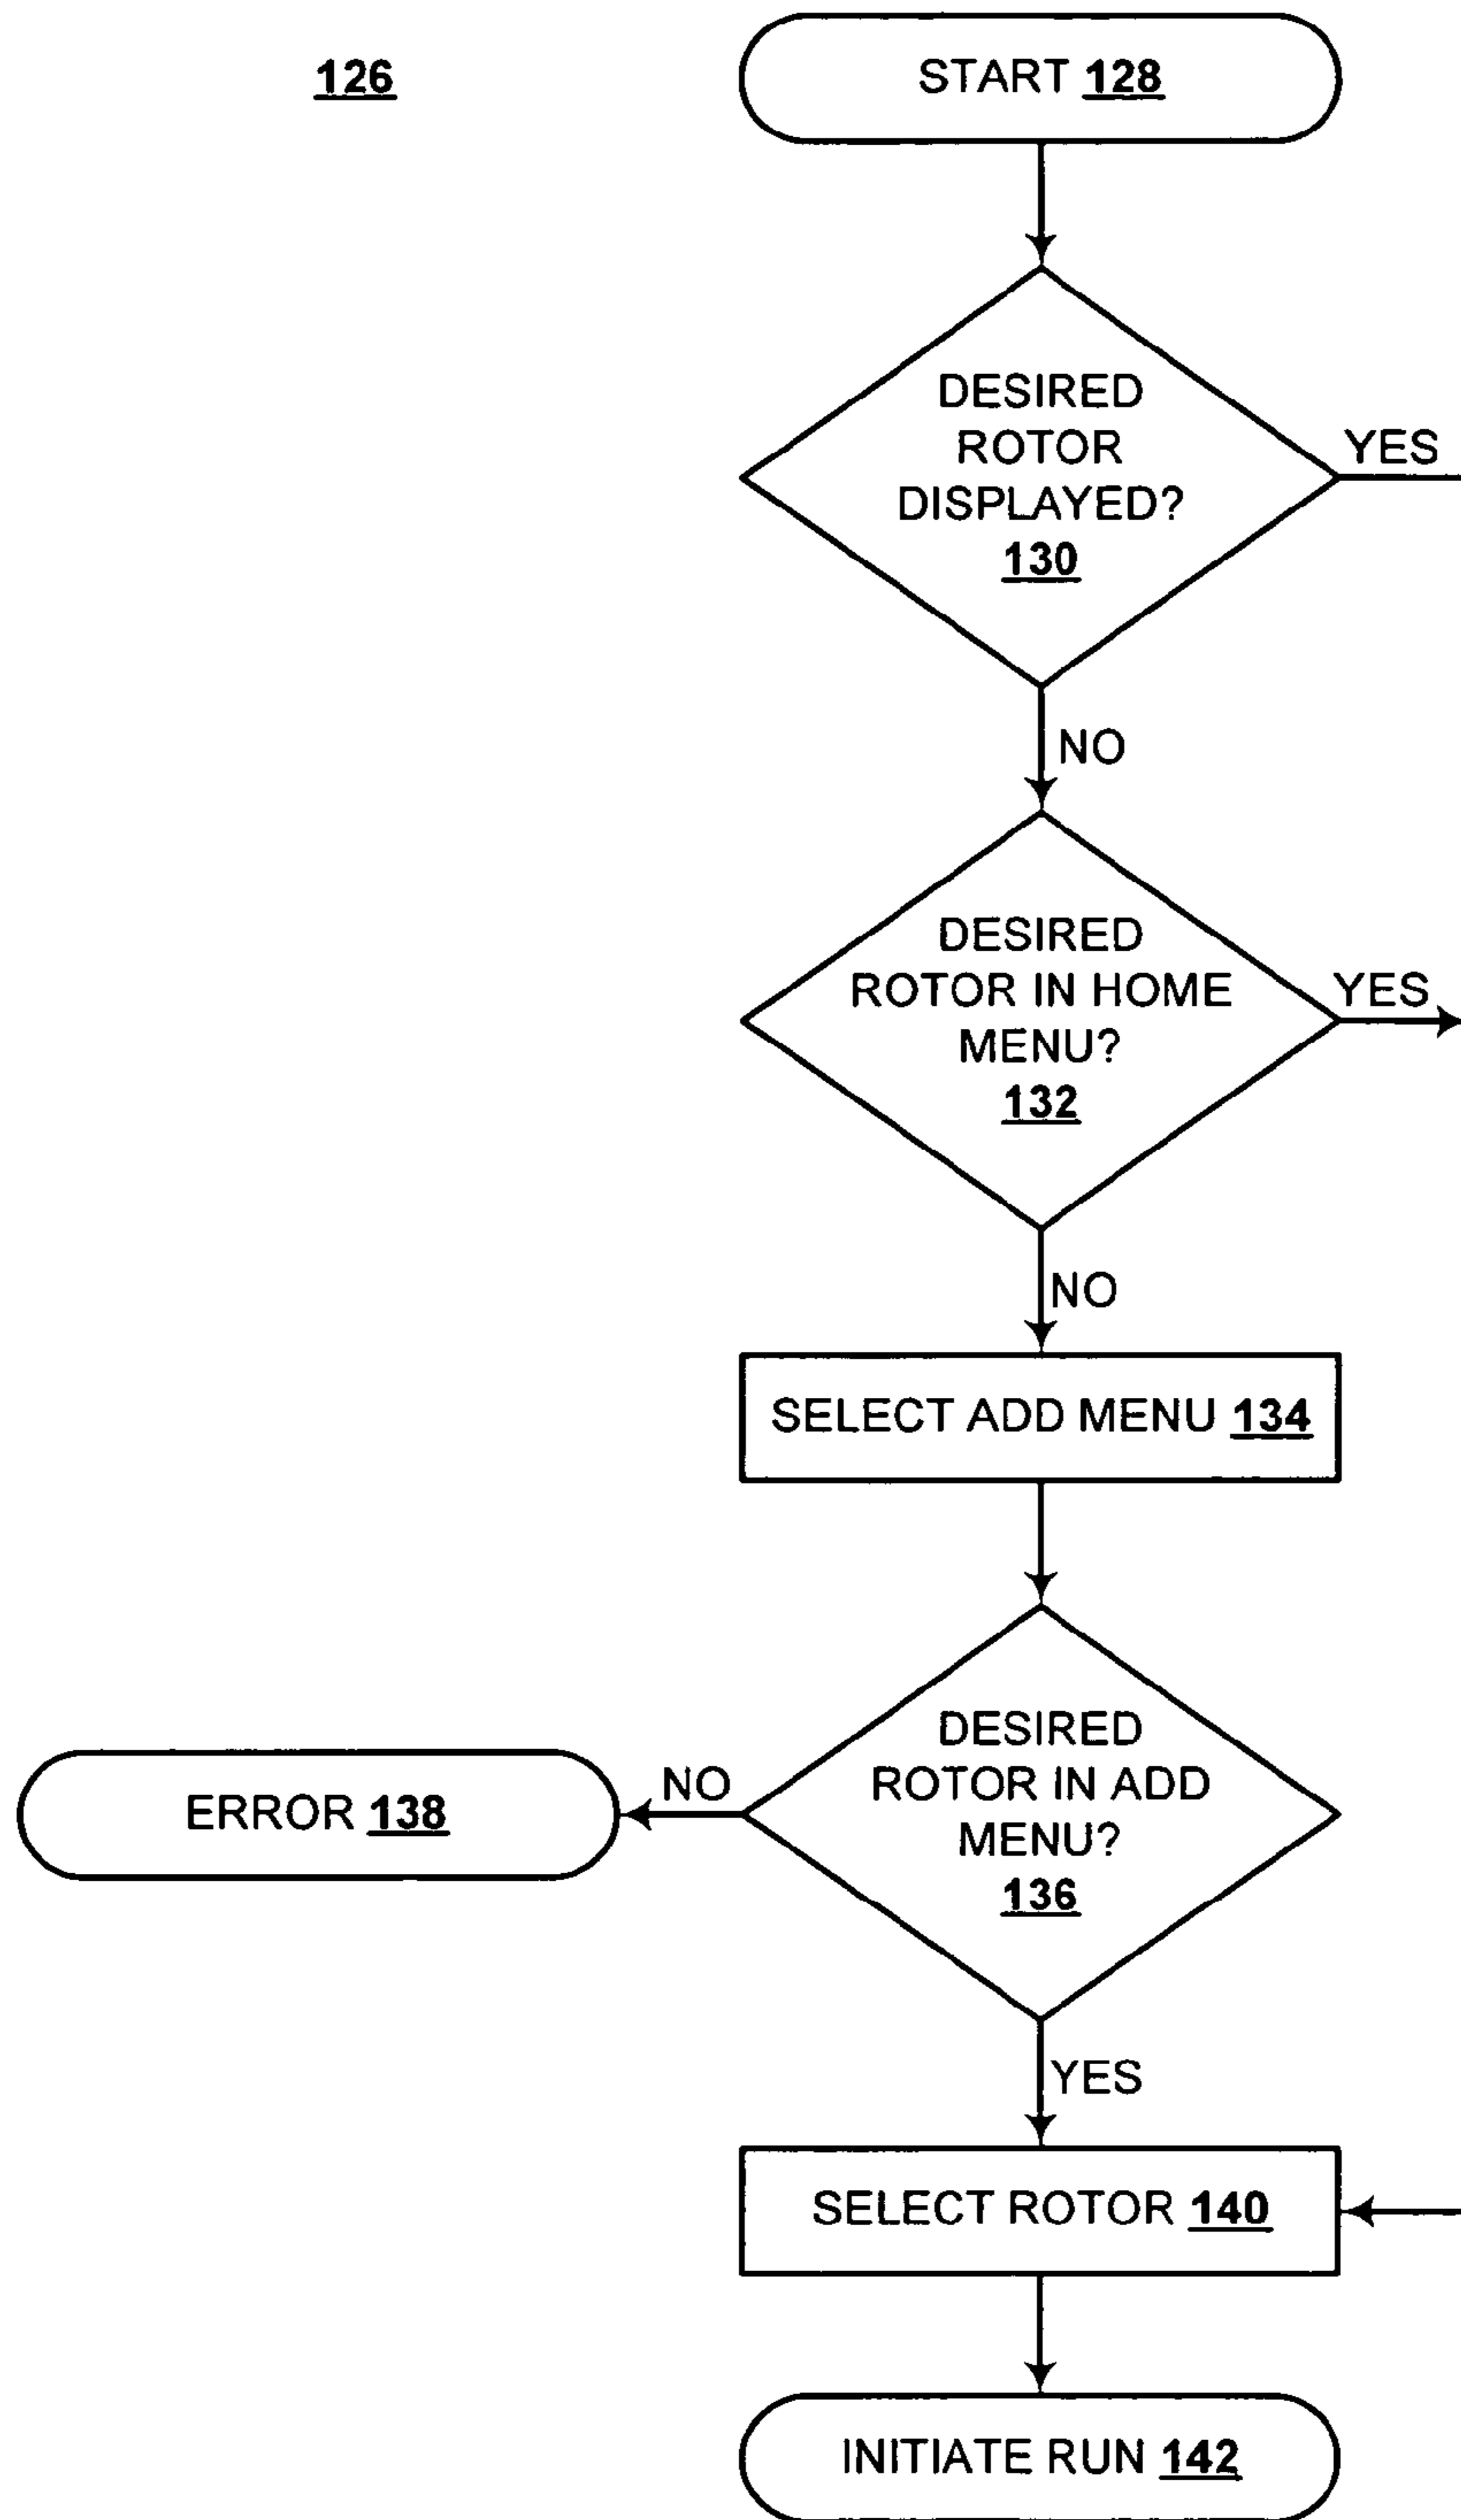 126
START 128
DESIRED
ROTOR
DISPLAYED?
130
YES
NO
DESIRED
ROTOR IN HOME
MENU?
132
YES
NO
SELECT ADD MENU 134
DESIRED
ROTOR IN ADD
MENU?
136
NO
ERROR 138
YES
SELECT ROTOR 140
INITIATE RUN 142